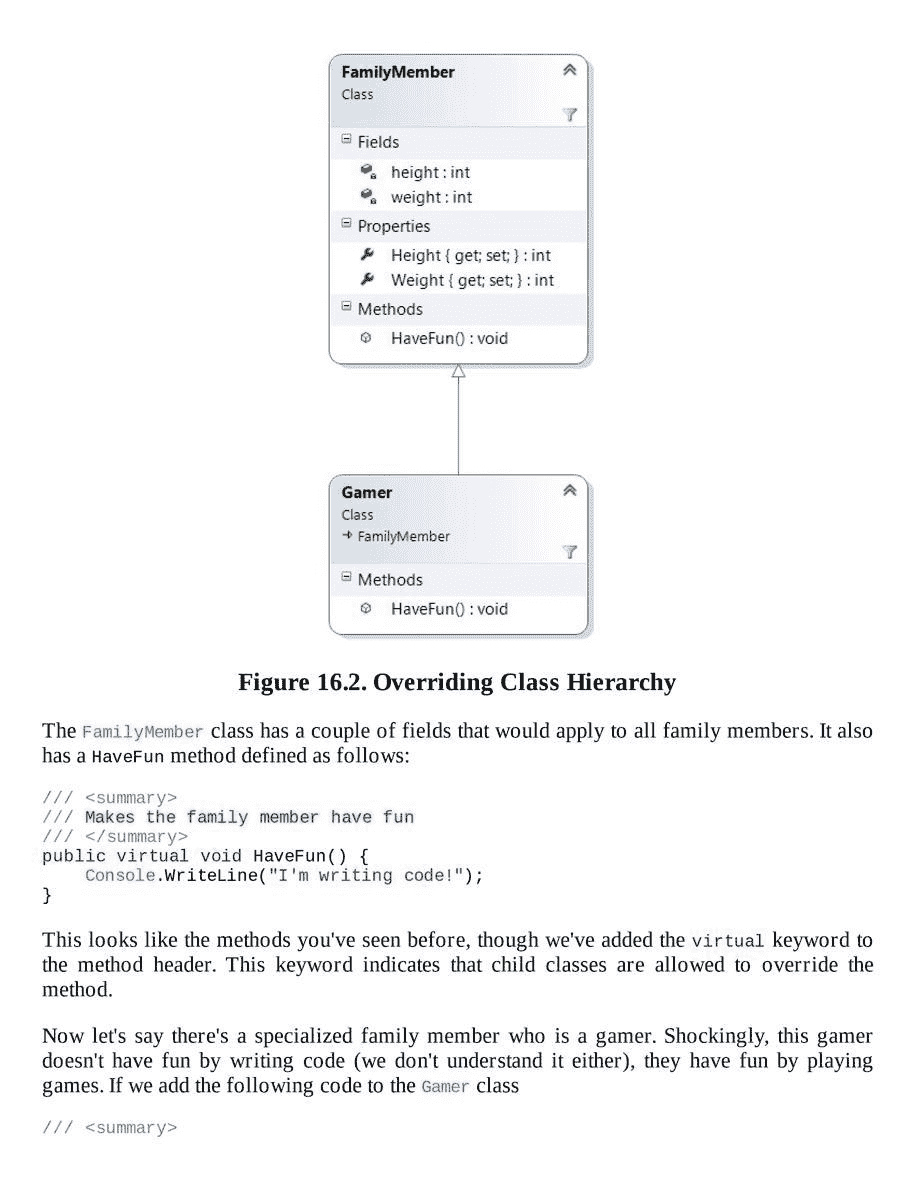 FamilyMember
Class
Fields
height : int
weight : int
Properties
Height { get; set; } : int
Weight { get; set; } : int
Methods
HaveFun() : void
Gamer
Class
FamilyMember
Methods
HaveFun() : void
Figure 16.2. Overriding Class Hierarchy
The FamilyMember class has a couple of fields that would apply to all family members. It also
has a HaveFun method defined as follows:
/// <summary>
/// Makes the family member have fun
/// </summary>
public virtual void HaveFun() {
    Console.WriteLine("I'm writing code!");
}
This looks like the methods you've seen before, though we've added the virtual keyword to
the method header. This keyword indicates that child classes are allowed to override the
method.
Now let's say there's a specialized family member who is a gamer. Shockingly, this gamer
doesn't have fun by writing code (we don't understand it either), they have fun by playing
games. If we add the following code to the Gamer class
/// <summary>